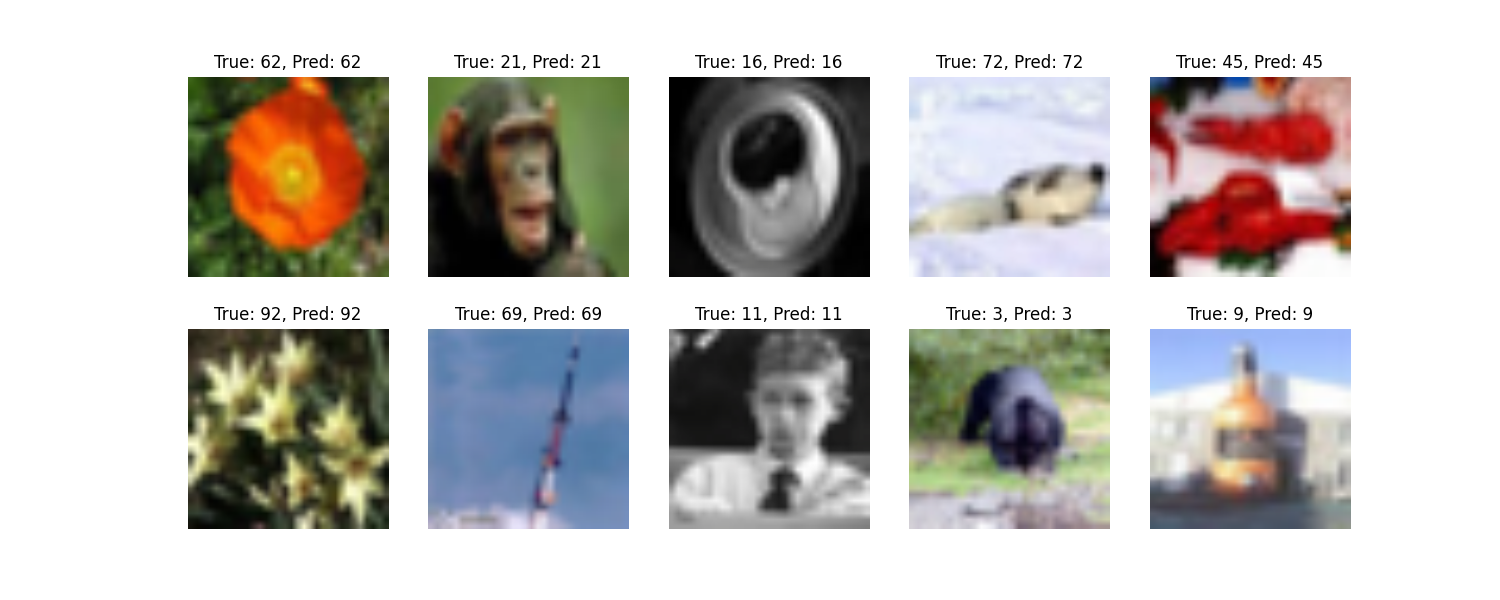 True: 62, Pred: 62
True: 21, Pred: 21
True: 16, Pred: 16
True: 72, Pred: 72
True: 45, Pred: 45
True: 92, Pred: 92
True: 69, Pred: 69
True: 11, Pred: 11
True: 3, Pred: 3
True: 9, Pred: 9